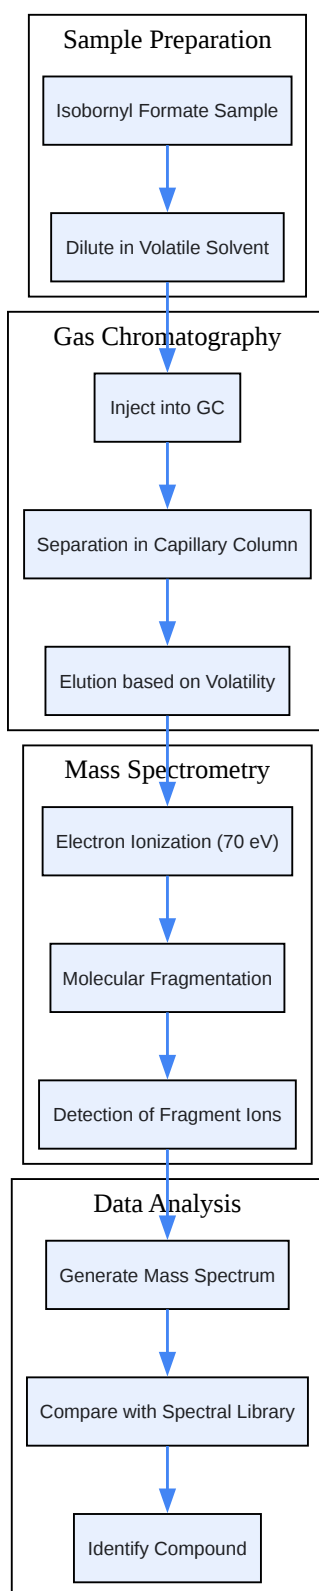 Sample Preparation
Isobornyl Formate Sample
Dilute in Volatile Solvent
Gas Chromatography
Inject into GC
Separation in Capillary Column
Elution based on Volatility
Mass Spectrometry
Electron Ionization (70 eV)
Molecular Fragmentation
Detection of Fragment Ions
Data Analysis
Generate Mass Spectrum
Compare with Spectral Library
Identify Compound